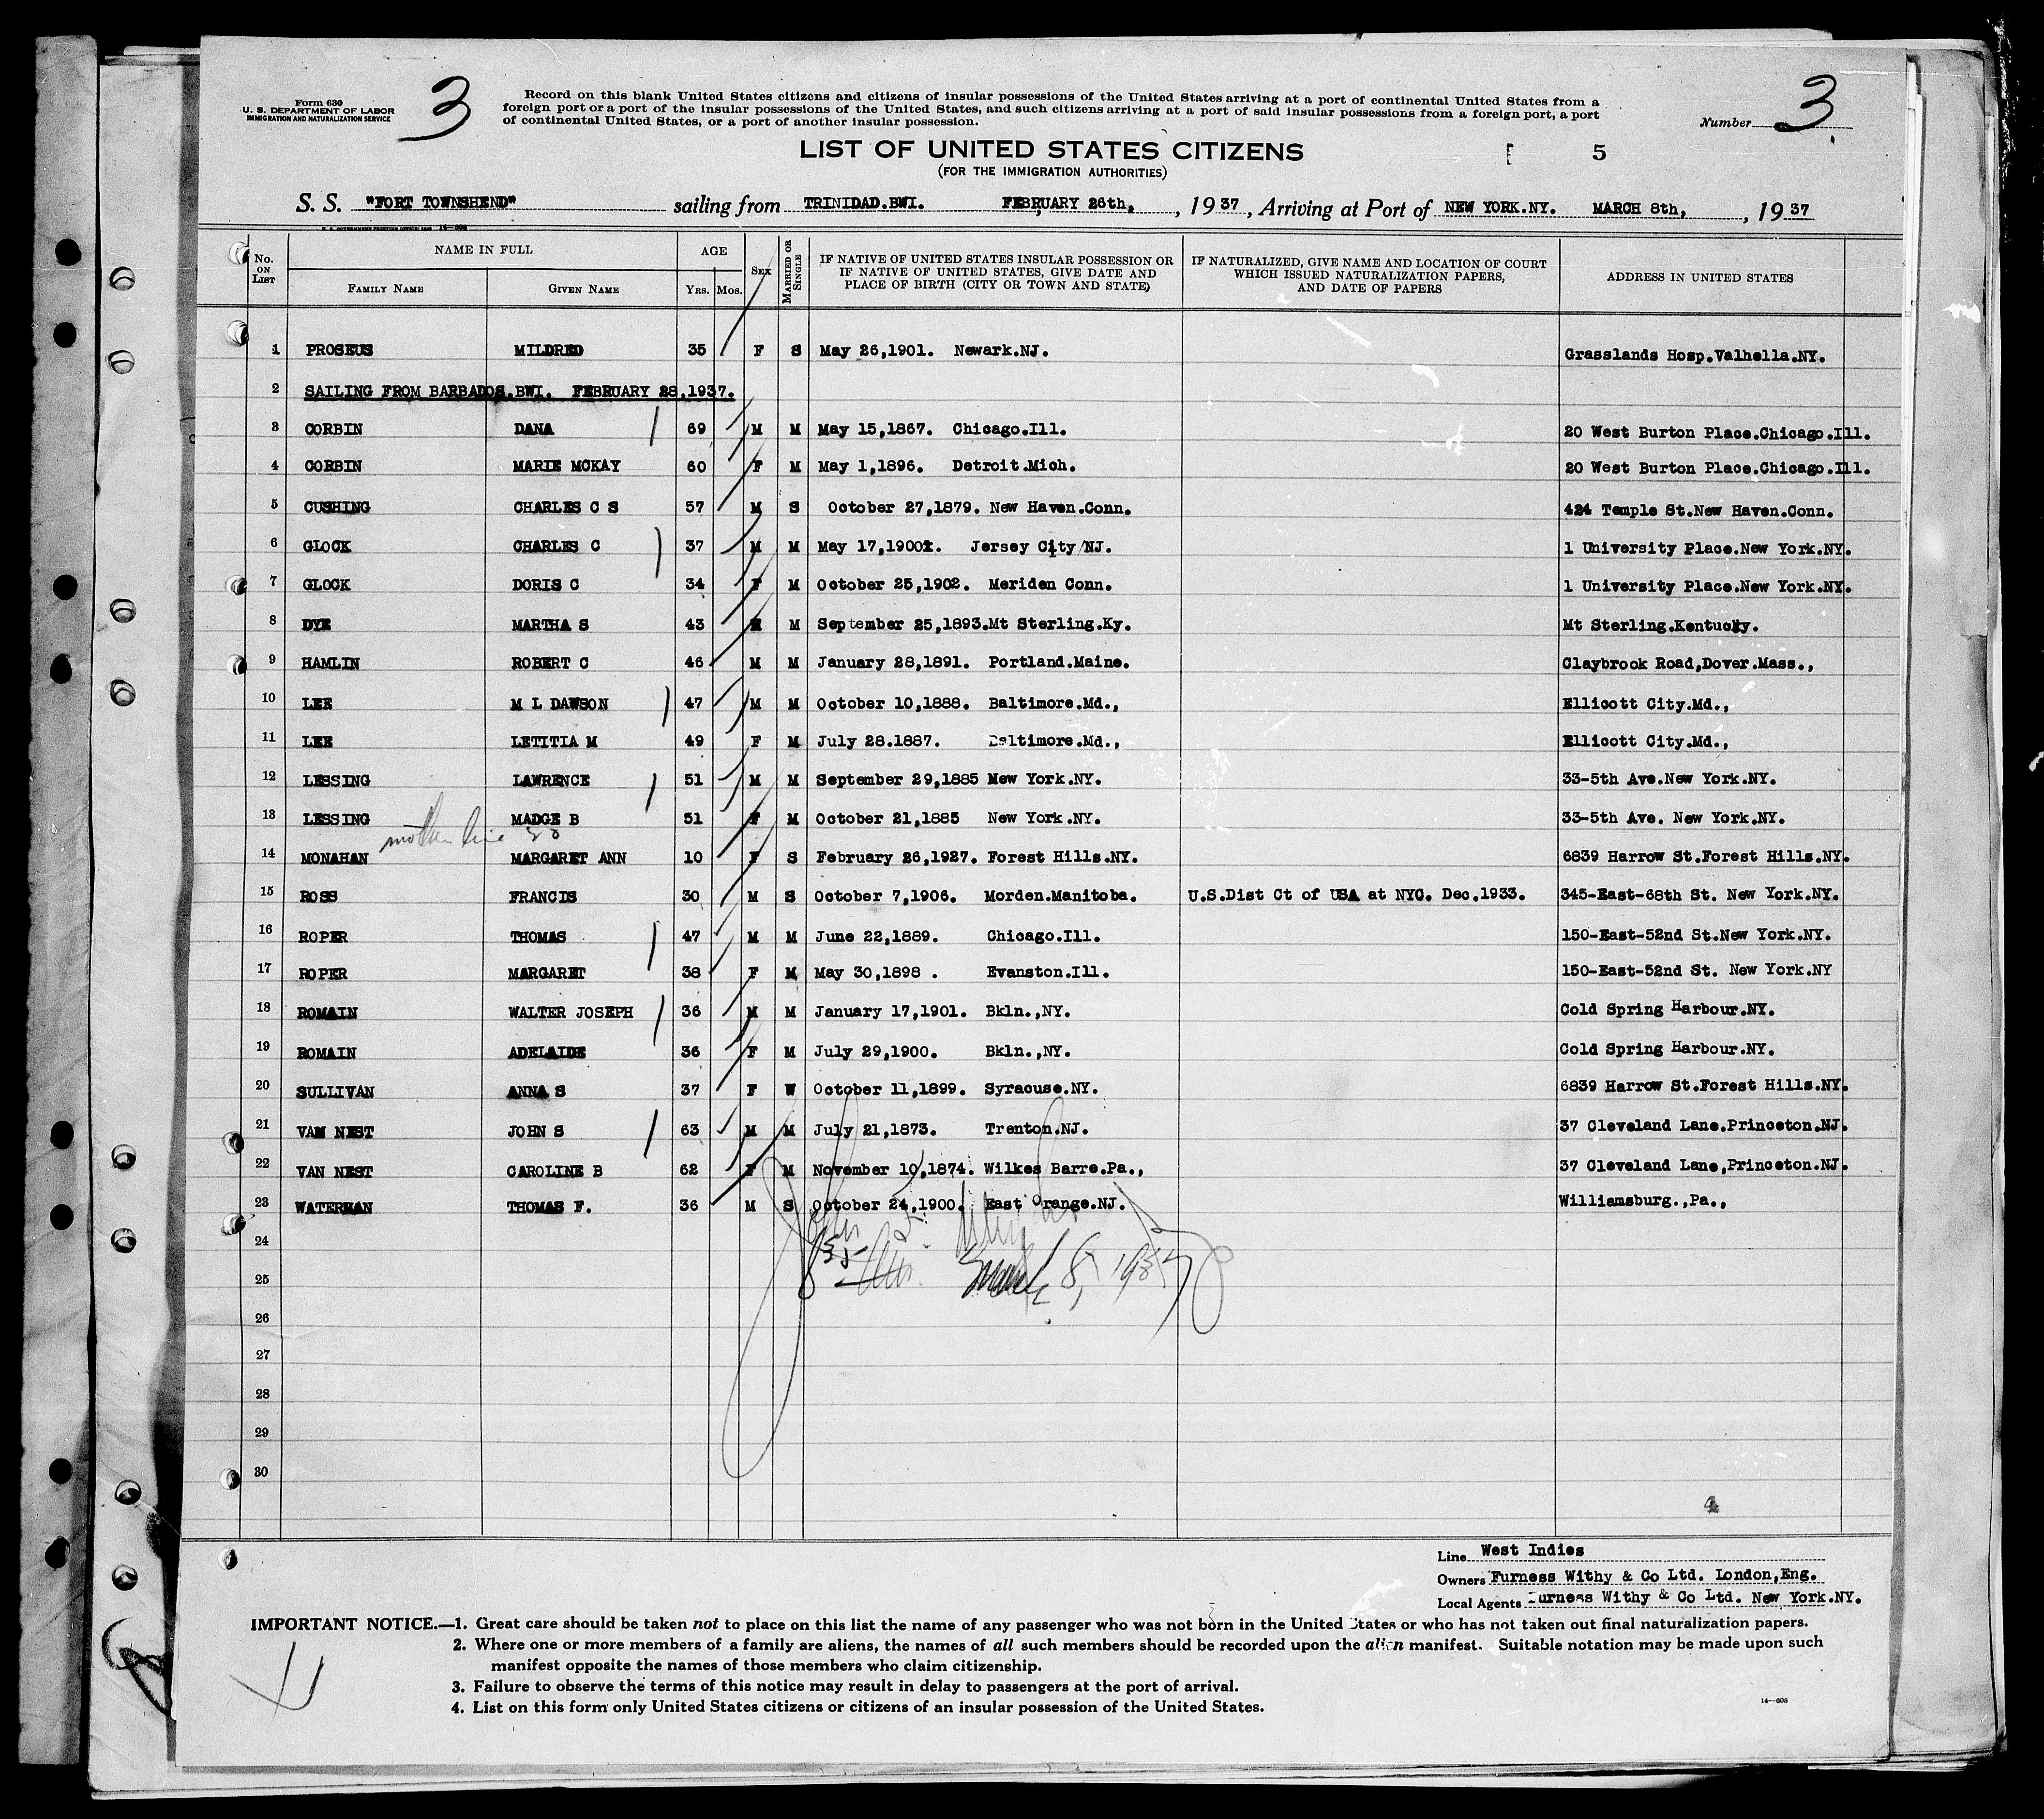 Form 630
U. S. DEPARTMENT OF LABOR
IMMIGRATION AND NATURALIZATION SERVICE
3
Record on this blank United States citizens and citizens of insular possessions of the United States arriving at a port of continental United States from a
foreign port or a port of the insular possessions of the United States, and such citizens arriving at a port of said insular possessions from a foreign port, a port
of continental United States, or a port of another insular possession.
Number 3
LIST OF UNITED STATES CITIZENS
(FOR THE IMMIGRATION AUTHORITIES)
5
S. S. "FORT TOWNSHEND" sailing from TRINIDAD.BWI. FEBRUARY 26th, , 1937, Arriving at Port of NEW YORK.NY. MARCH 8th, , 1937
No. on List NAME IN FULL Family Name Given Name AGE Yrs. Mos. Sex Married or Single IF NATIVE OF UNITED STATES INSULAR POSSESSION OR IF NATIVE OF UNITED STATES, GIVE DATE AND PLACE OF BIRTH (CITY OR TOWN AND STATE) IF NATURALIZED, GIVE NAME AND LOCATION OF COURT WHICH ISSUED NATURALIZATION PAPERS, AND DATE OF PAPERS ADDRESS IN UNITED STATES
1 PROSEUS MILDRED 35 F S May 26,1901. Newark.NJ. Grasslands Hosp.Valhella.NY.
2 SAILING FROM BARBADOS.BWI. FEBRUARY 28,1937.
3 CORBIN DANA 69 M M May 15,1867. Chicago.Ill. 20 West Burton Place.Chicago.Ill.
4 CORBIN MARIE MCKAY 60 F M May 1,1896. Detroit.Mich. 20 West Burton Place.Chicago.Ill.
5 CUSHING CHARLES C S 57 M S October 27,1879. New Haven.Conn. 424 Temple St.New Haven.Conn.
6 GLOCK CHARLES C 37 M M May 17,1900. Jersey City NJ. 1 University Place.New York.NY.
7 GLOCK DORIS C 34 F M October 25,1902. Meriden Conn. 1 University Place.New York.NY.
8 DYE MARTHA S 43 M September 25,1893.Mt Sterling.Ky. Mt Sterling.Kentucky.
9 HAMLIN ROBERT C 46 M M January 28,1891. Portland.Maine. Claybrook Road,Dover.Mass.,
10 LEE M L DAWSON 47 M M October 10,1888. Baltimore.Md., Ellicott City.Md.,
11 LEE LETITIA M 49 F M July 28.1887. Baltimore.Md., Ellicott City.Md.,
12 LESSING LAWRENCE 51 M M September 29,1885 New York.NY. 33-5th Ave.New York.NY.
13 LESSING MADGE B 51 F M October 21,1885 New York.NY. 33-5th Ave. New York.NY.
mother line 20
14 MONAHAN MARGARET ANN 10 F S February 26,1927. Forest Hills.NY. 6839 Harrow St.Forest Hills.NY.
15 ROSS FRANCIS 30 M S October 7,1906. Morden.Manitoba. U.S.Dist Ct of USA at NYC. Dec.1933. 345-East-68th St. New York.NY.
16 ROPER THOMAS 47 M M June 22,1889. Chicago.Ill. 150-East-52nd St.New York.NY.
17 ROPER MARGARET 38 F M May 30,1898 . Evanston.Ill. 150-East-52nd St. New York.NY
18 ROMAIN WALTER JOSEPH 36 M M January 17,1901. Bkln.,NY. Cold Spring Harbour.NY.
19 ROMAIN ADELAIDE 36 F M July 29,1900. Bkln.,NY. Cold Spring Harbour.NY.
20 SULLIVAN ANNA S 37 F W October 11,1899. Syracuse.NY. 6839 Harrow St.Forest Hills.NY.
21 VAN NEST JOHN S 63 M M July 21,1873. Trenton.NJ. 37 Cleveland Lane.Princeton.NJ.
22 VAN NEST CAROLINE B 62 F M November 10,1874. Wilkes Barre.Pa., 37 Cleveland Lane,Princeton.NJ.
23 WATERMAN THOMAS F. 36 M S October 24,1900. East Orange.NJ. Williamsburg.,Pa.,
24
March 8, 1937
25
26
27
28
29
30
4
Line West Indies
Owners Furness Withy & Co Ltd. London,Eng.
Local Agents Furness Withy & Co Ltd. New York.NY.
IMPORTANT NOTICE.—1. Great care should be taken not to place on this list the name of any passenger who was not born in the United States or who has not taken out final naturalization papers.
2. Where one or more members of a family are aliens, the names of all such members should be recorded upon the alien manifest. Suitable notation may be made upon such
manifest opposite the names of those members who claim citizenship.
3. Failure to observe the terms of this notice may result in delay to passengers at the port of arrival.
4. List on this form only United States citizens or citizens of an insular possession of the United States.
14—608